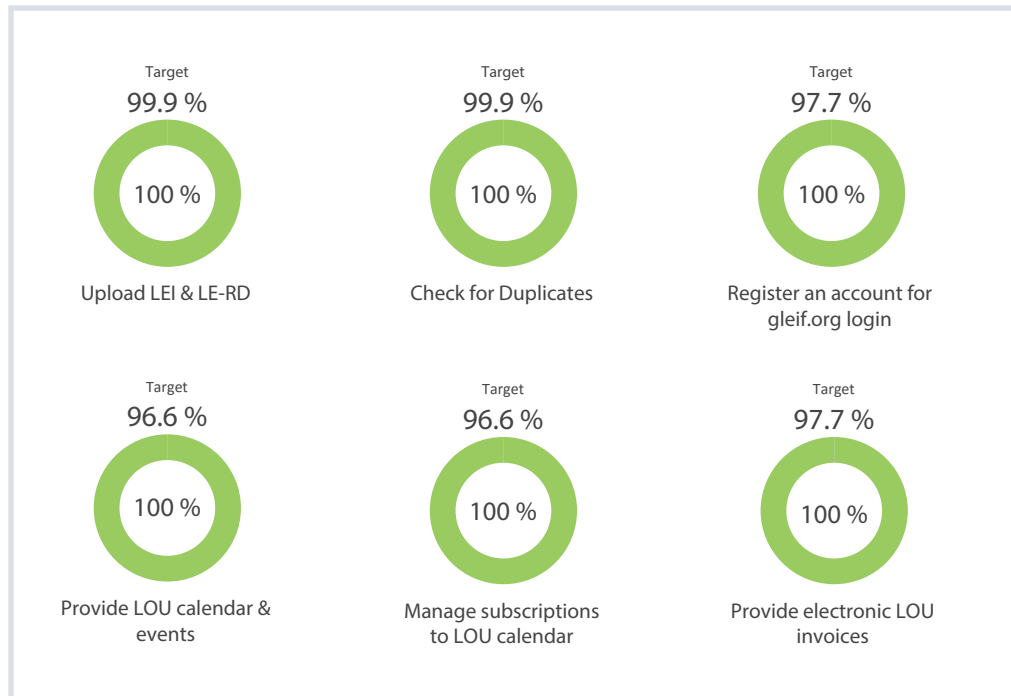 Target
99.9 %
100 %
Upload LEI & LE-RD
Target
99.9 %
100 %
Check for Duplicates
Target
97.7 %
100 %
Register an account for
gleif.org login
Target
96.6 %
100 %
Provide LOU calendar &
events
Target
96.6 %
100 %
Manage subscriptions
to LOU calendar
Target
97.7 %
100 %
Provide electronic LOU
invoices